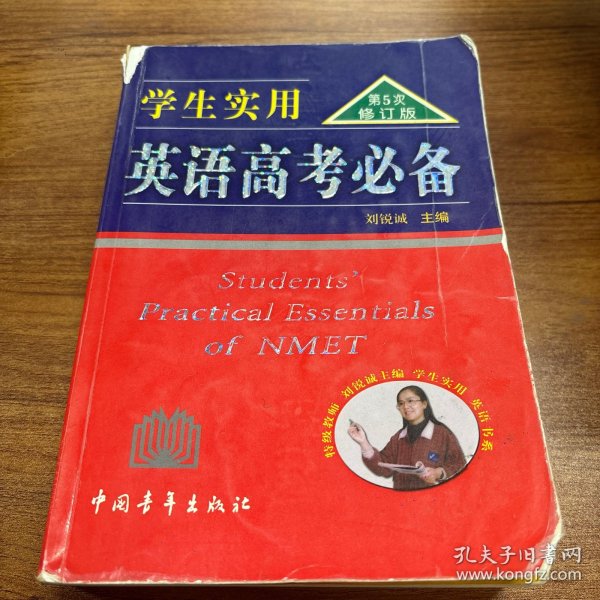 学生实用
第5次
修订版
英语高考必备
刘锐诚 主编
Students'
Practical Essentials
of NMET
特级教师 刘锐诚主编 学生实用 英语书系
中国青年出版社
孔夫子旧书网
www.kongfz.com